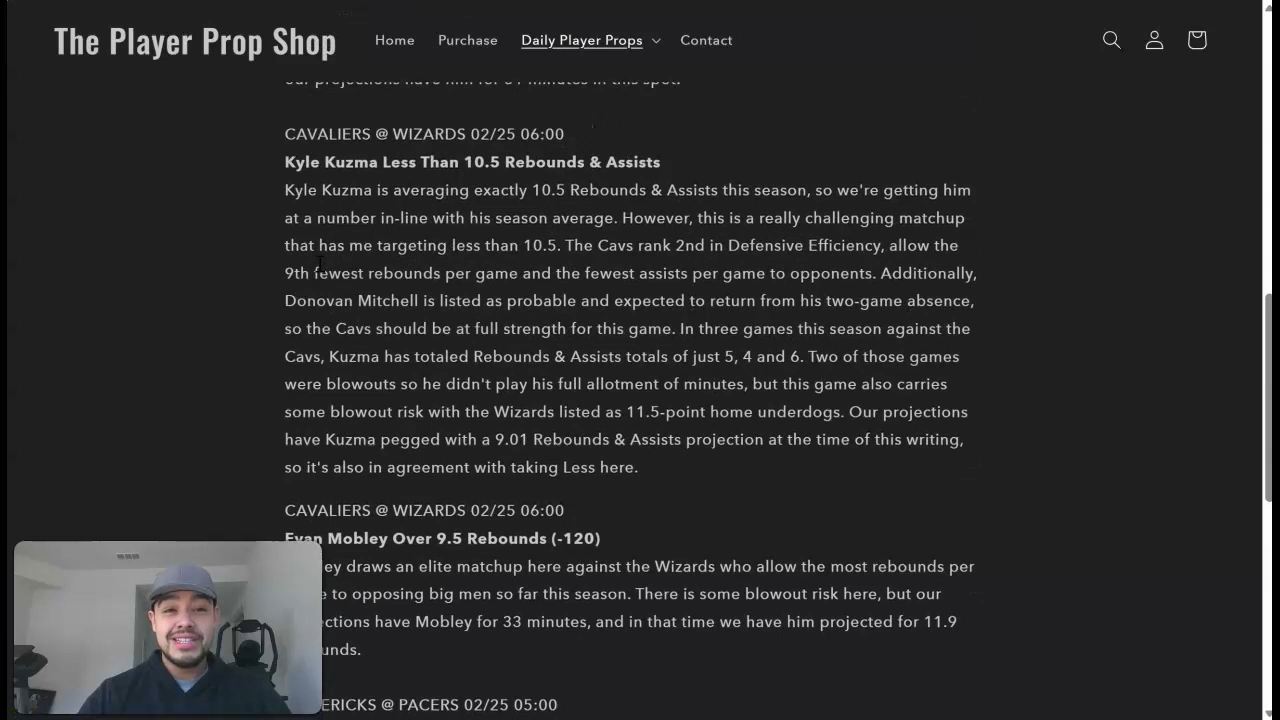 The Player Prop Shop
Home
Purchase
Daily Player Props
Contact
our projections have him for 31 minutes in this spot.
CAVALIERS @ WIZARDS 02/25 06:00
Kyle Kuzma Less Than 10.5 Rebounds & Assists
Kyle Kuzma is averaging exactly 10.5 Rebounds & Assists this season, so we're getting him
at a number in-line with his season average. However, this is a really challenging matchup
that has me targeting less than 10.5. The Cavs rank 2nd in Defensive Efficiency, allow the
9th fewest rebounds per game and the fewest assists per game to opponents. Additionally,
Donovan Mitchell is listed as probable and expected to return from his two-game absence,
so the Cavs should be at full strength for this game. In three games this season against the
Cavs, Kuzma has totaled Rebounds & Assists totals of just 5, 4 and 6. Two of those games
were blowouts so he didn't play his full allotment of minutes, but this game also carries
some blowout risk with the Wizards listed as 11.5-point home underdogs. Our projections
have Kuzma pegged with a 9.01 Rebounds & Assists projection at the time of this writing,
so it's also in agreement with taking Less here.
CAVALIERS @ WIZARDS 02/25 06:00
Evan Mobley Over 9.5 Rebounds (-120)
ley draws an elite matchup here against the Wizards who allow the most rebounds per
e to opposing big men so far this season. There is some blowout risk here, but our
ections have Mobley for 33 minutes, and in that time we have him projected for 11.9
unds.
ERICKS @ PACERS 02/25 05:00